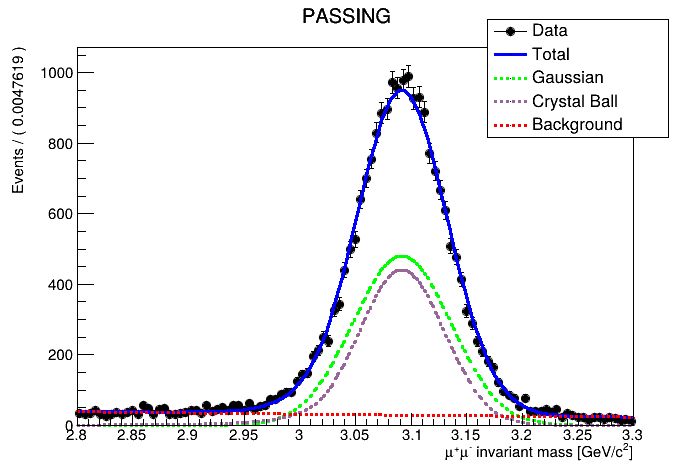 PASSING
Data
Total
Gaussian
Crystal Ball
Background
Events / ( 0.0047619 )
1000
800
600
400
200
0
2.8 2.85 2.9 2.95 3 3.05 3.1 3.15 3.2 3.25 3.3
μ⁺μ⁻ invariant mass [GeV/c²]